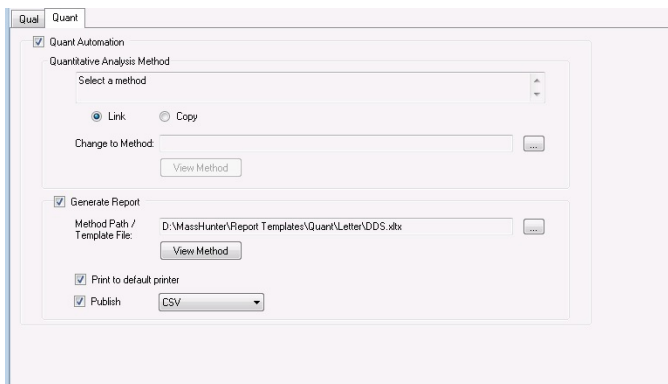 Qual Quant
Quant Automation
Quantitative Analysis Method
Select a method
Link Copy
Change to Method: ...
View Method
Generate Report
Method Path /
Template File:
D:\MassHunter\Report Templates\Quant\Letter\DDS.xltx ...
View Method
Print to default printer
Publish CSV